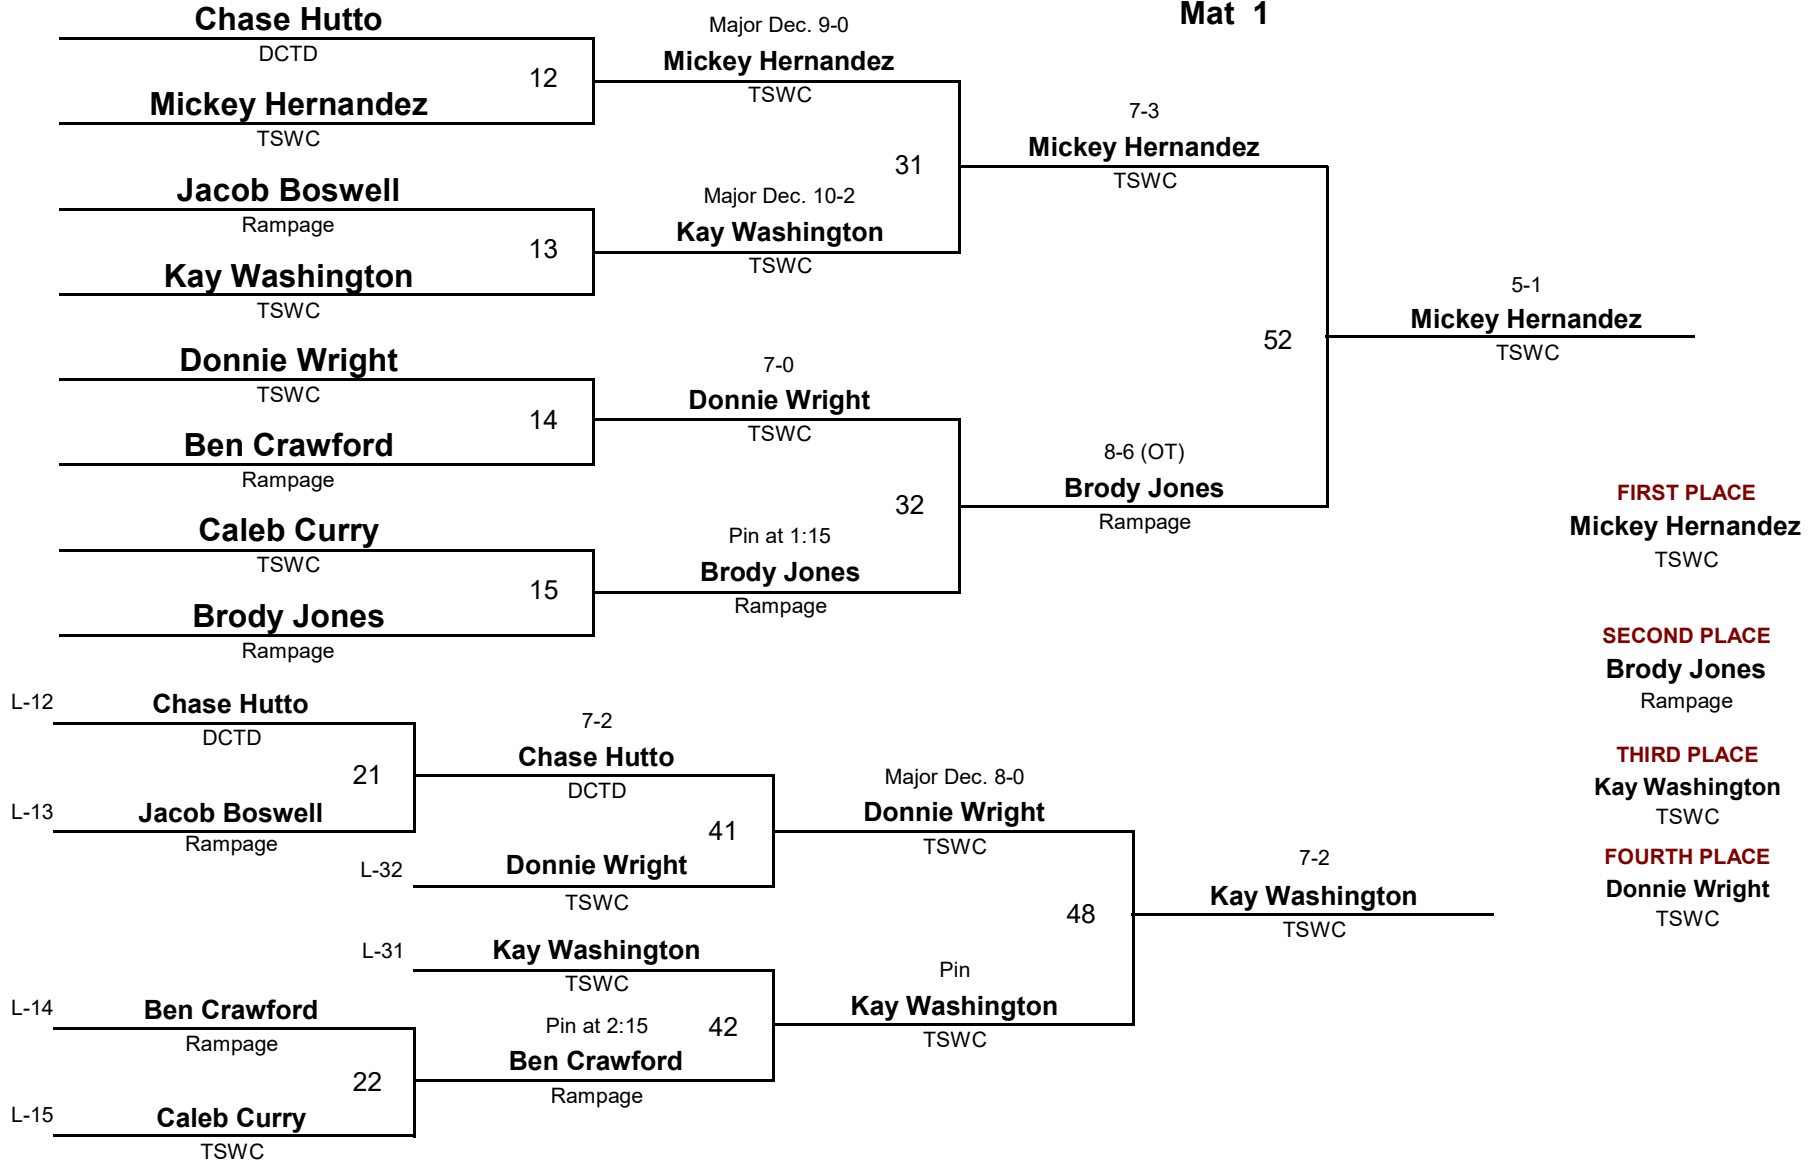 Mat 1
Chase Hutto
DCTD
12
Mickey Hernandez
TSWC
Major Dec. 9-0
Mickey Hernandez
TSWC
31
Jacob Boswell
Rampage
13
Kay Washington
TSWC
Major Dec. 10-2
Kay Washington
TSWC
7-3
Mickey Hernandez
TSWC
52
Donnie Wright
TSWC
14
Ben Crawford
Rampage
7-0
Donnie Wright
TSWC
32
Caleb Curry
TSWC
15
Brody Jones
Rampage
Pin at 1:15
Brody Jones
Rampage
8-6 (OT)
Brody Jones
Rampage
5-1
Mickey Hernandez
TSWC
FIRST PLACE
Mickey Hernandez
TSWC
SECOND PLACE
Brody Jones
Rampage
THIRD PLACE
Kay Washington
TSWC
FOURTH PLACE
Donnie Wright
TSWC
L-12
Chase Hutto
DCTD
21
L-13
Jacob Boswell
Rampage
7-2
Chase Hutto
DCTD
41
L-32
Donnie Wright
TSWC
Major Dec. 8-0
Donnie Wright
TSWC
48
L-31
Kay Washington
TSWC
42
L-14
Ben Crawford
Rampage
22
L-15
Caleb Curry
TSWC
Pin at 2:15
Ben Crawford
Rampage
Pin
Kay Washington
TSWC
7-2
Kay Washington
TSWC